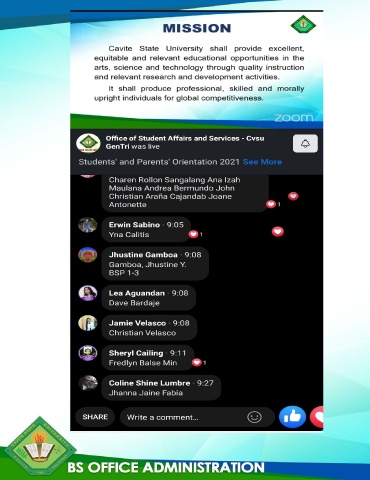 MISSION
Cavite State University shall provide excellent,
equitable and relevant educational opportunities in the
arts, science and technology through quality instruction
and relevant research and development activities.
It shall produce professional, skilled and morally
upright individuals for global competitiveness.
zoom
Office of Student Affairs and Services - Cvsu
GenTri was live
Students' and Parents' Orientation 2021 See More
Charen Rollon Sangalang Ana Izah
Maulana Andrea Bermundo John
Christian Araña Cajandab Joane
Antonette
1
Erwin Sabino · 9:05
Yna Calitis
1
Jhustine Gamboa · 9:08
Gamboa, Jhustine Y.
BSP 1-3
Lea Aguandan · 9:08
Dave Bardaje
Jamie Velasco · 9:08
Christian Velasco
Sheryl Cailing · 9:11
Fredlyn Balse Min
1
Coline Shine Lumbre · 9:27
Jhanna Jaine Fabia
SHARE
Write a comment...
BS OFFICE ADMINISTRATION